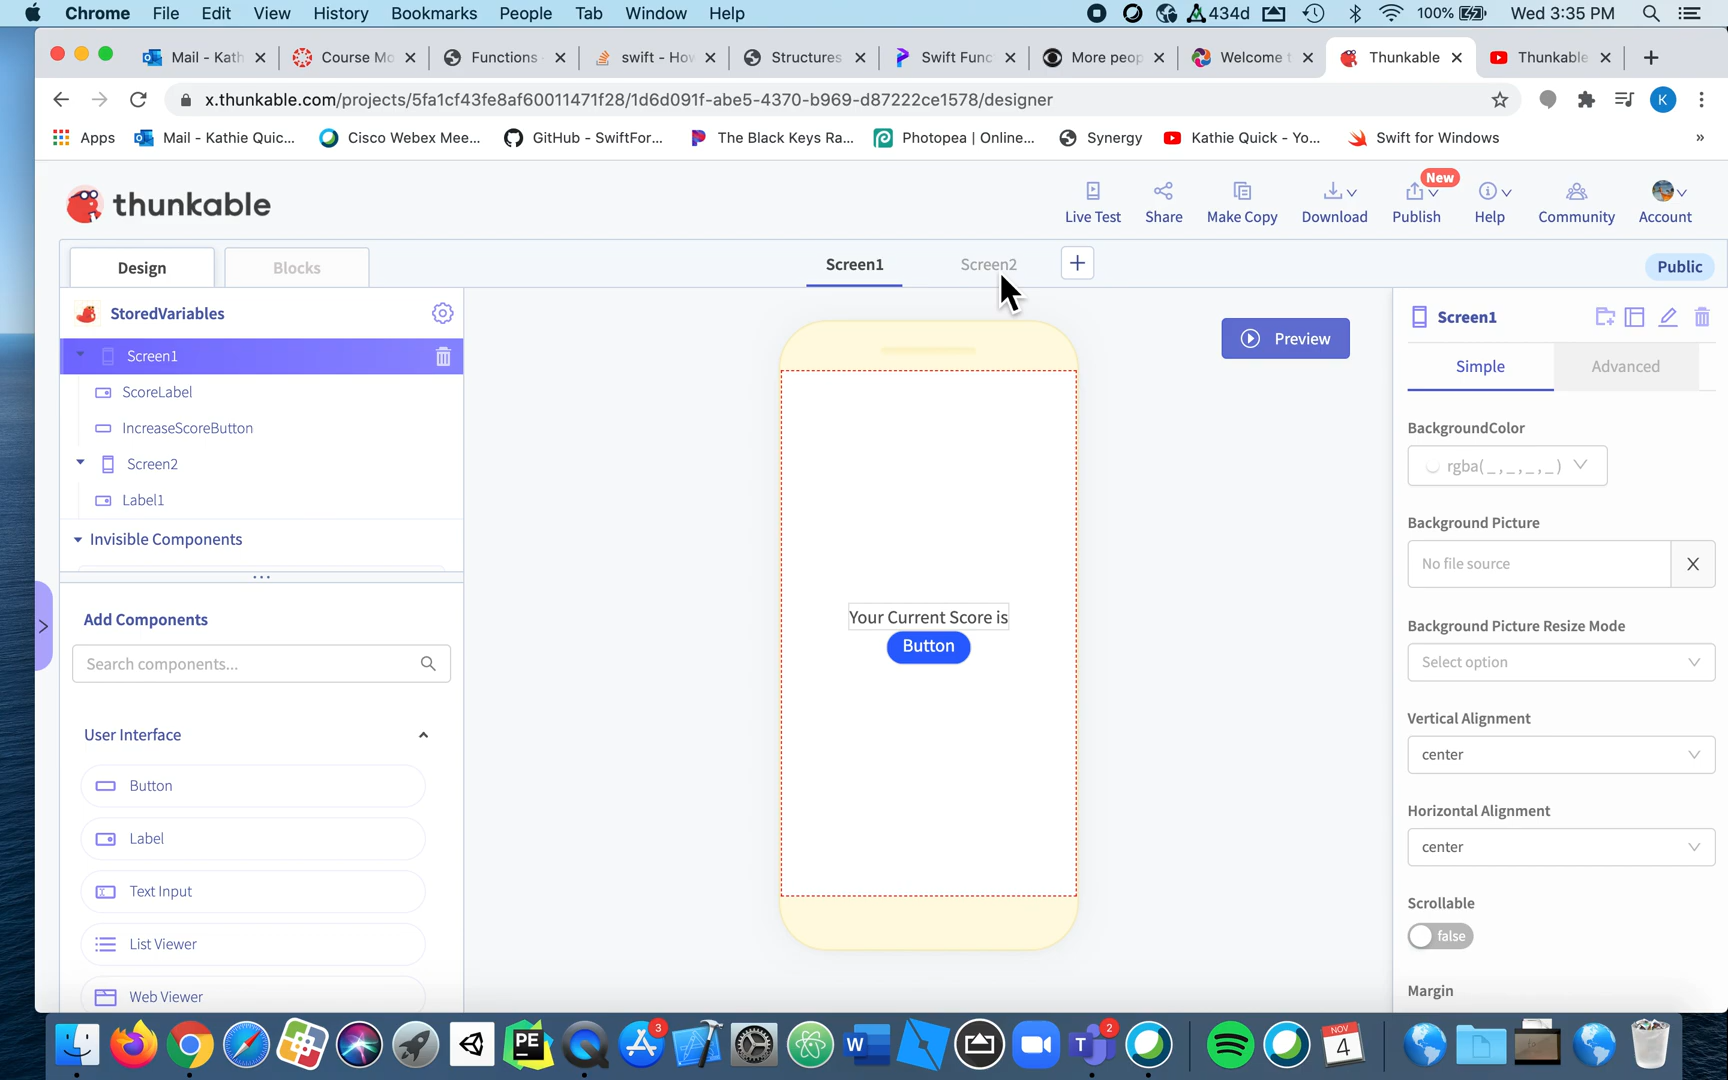 Chrome File Edit View History Bookmarks People Tab Window Help 434d 100% Wed 3:35 PM
Mail - Kath Course Mo Functions swift - How Structures Swift Func More peop Welcome t Thunkable Thunkable
x.thunkable.com/projects/5fa1cf43fe8af60011471f28/1d6d091f-abe5-4370-b969-d87222ce1578/designer K
Apps Mail - Kathie Quic... Cisco Webex Mee... GitHub - SwiftFor... The Black Keys Ra... Photopea | Online... Synergy Kathie Quick - Yo... Swift for Windows »
thunkable
New
Live Test Share Make Copy Download Publish Help Community Account
Design Blocks Screen1 Screen2 + Public
StoredVariables
Screen1
ScoreLabel
IncreaseScoreButton
Screen2
Label1
Invisible Components
Add Components
Search components...
User Interface
Button
Label
Text Input
List Viewer
Web Viewer
Preview
Your Current Score is
Button
Screen1
Simple Advanced
BackgroundColor
rgba( _ , _ , _ , _ )
Background Picture
No file source X
Background Picture Resize Mode
Select option
Vertical Alignment
center
Horizontal Alignment
center
Scrollable
false
Margin
PE 3 W T 2 NOV 4